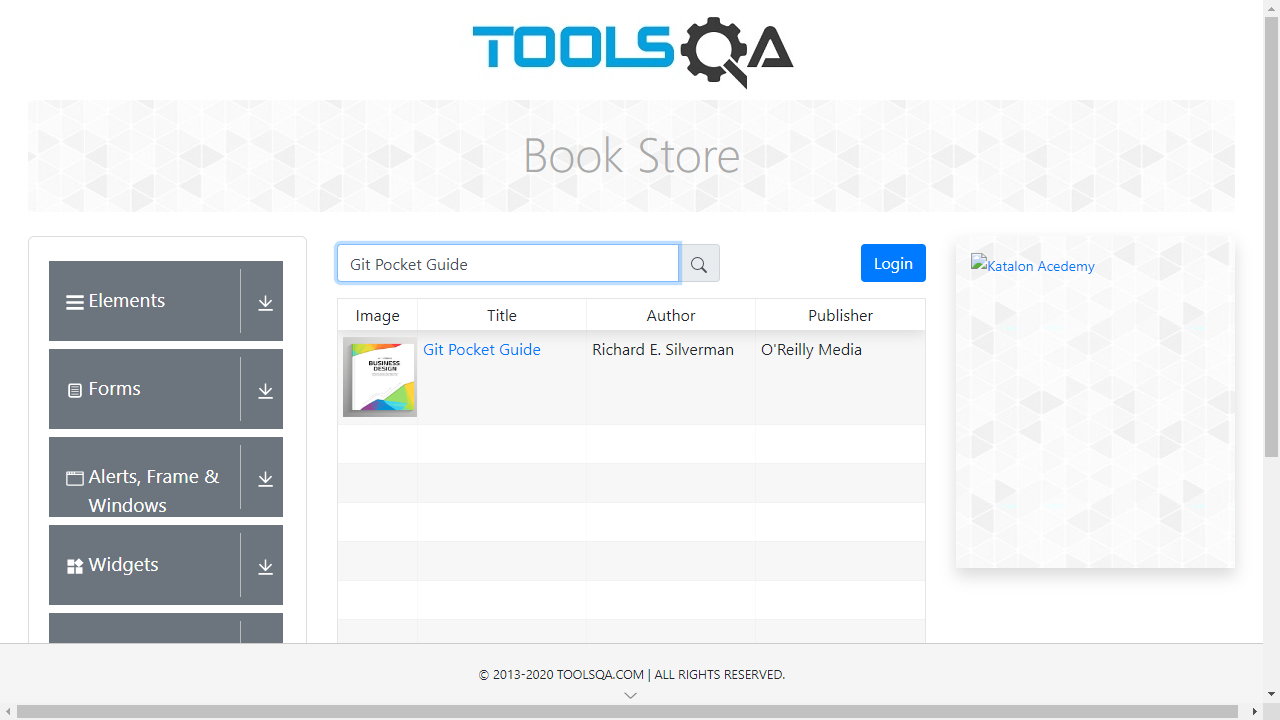 TOOLSQA
Book Store
Elements
Forms
Alerts, Frame &
Windows
Widgets
Git Pocket Guide
Login
Image Title Author Publisher
BUSINESS
DESIGN
Git Pocket Guide Richard E. Silverman O'Reilly Media
Katalon Acedemy
© 2013-2020 TOOLSQA.COM | ALL RIGHTS RESERVED.